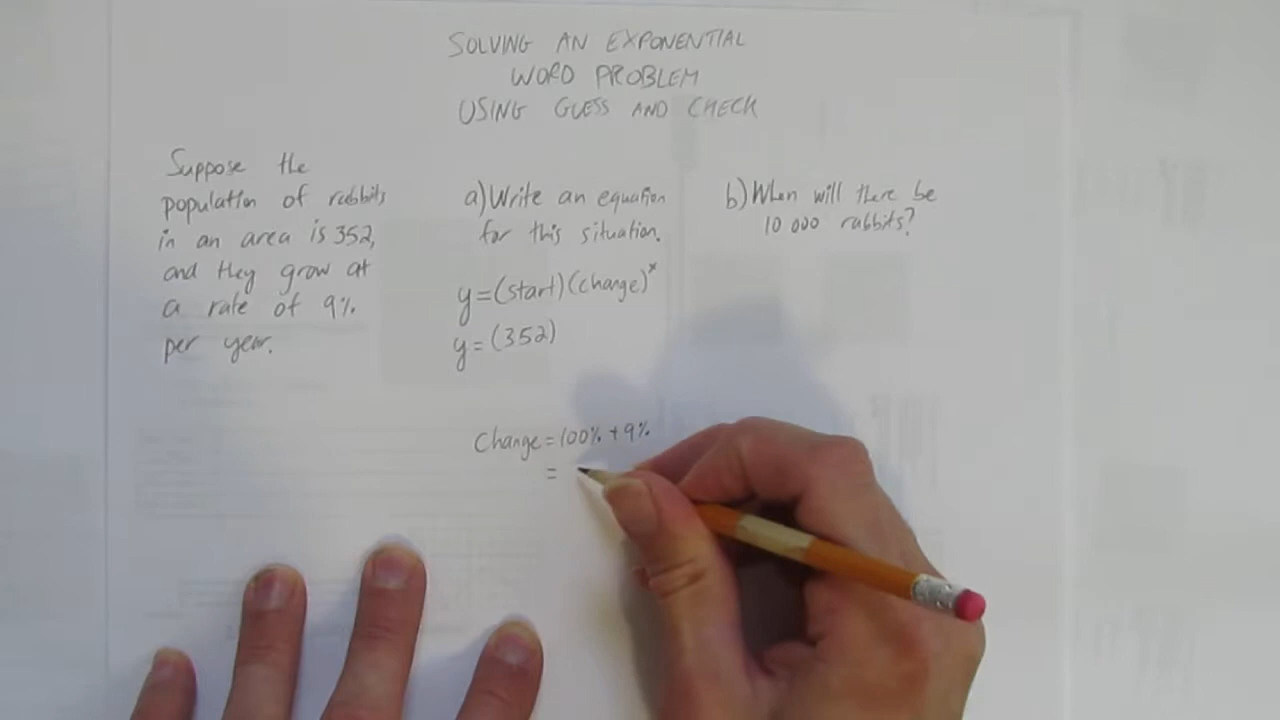 SOLVING AN EXPONENTIAL
WORD PROBLEM
USING GUESS AND CHECK
Suppose the
population of rabbits
in an area is 352,
and they grow at
a rate of 9%
per year.
a) Write an equation
for this situation.
y=(start)(change)^x
y=(352)
Change=100%+9%
=
b) When will there be
10 000 rabbits?